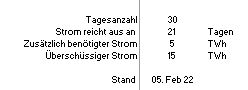 Tagesanzahl 30
Strom reicht aus an 21 Tagen
Zusätzlich benötigter Strom 5 TWh
Überschüssiger Strom 15 TWh
Stand 05. Feb 22